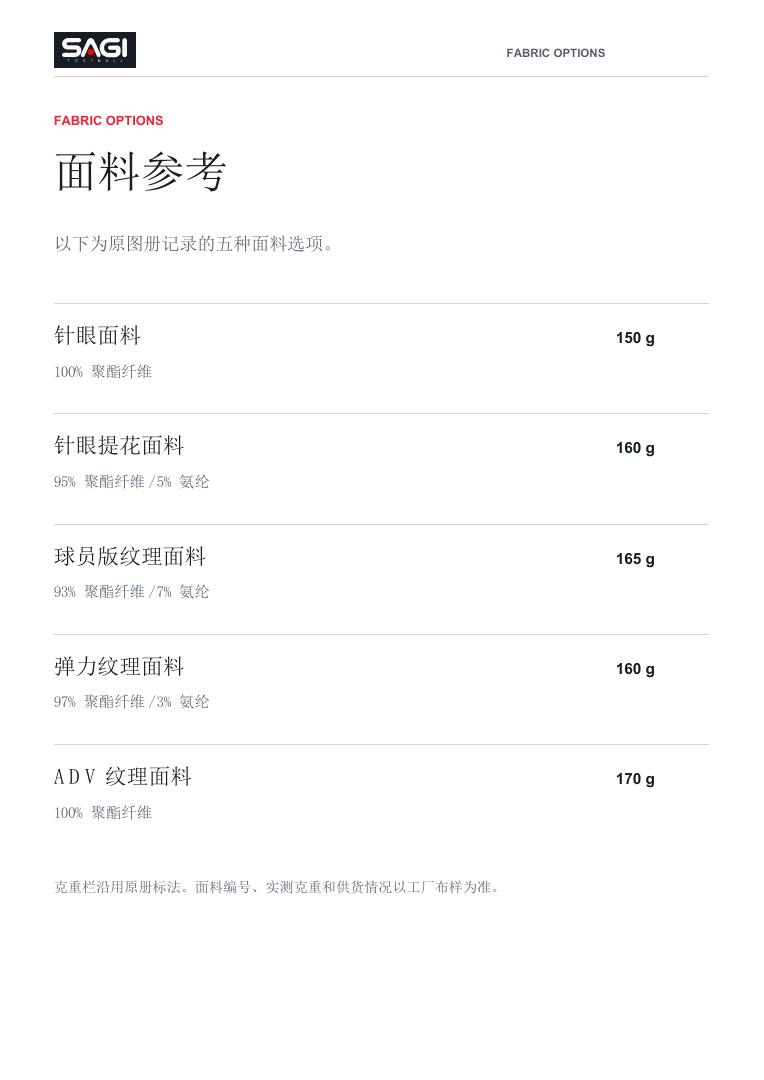 SAGI
FOOTBALL
FABRIC OPTIONS
FABRIC OPTIONS
面料参考
以下为原图册记录的五种面料选项。
针眼面料
150 g
100% 聚酯纤维
针眼提花面料
160 g
95% 聚酯纤维 /5% 氨纶
球员版纹理面料
165 g
93% 聚酯纤维 /7% 氨纶
弹力纹理面料
160 g
97% 聚酯纤维 /3% 氨纶
ADV 纹理面料
170 g
100% 聚酯纤维
克重栏沿用原册标法。面料编号、实测克重和供货情况以工厂布样为准。